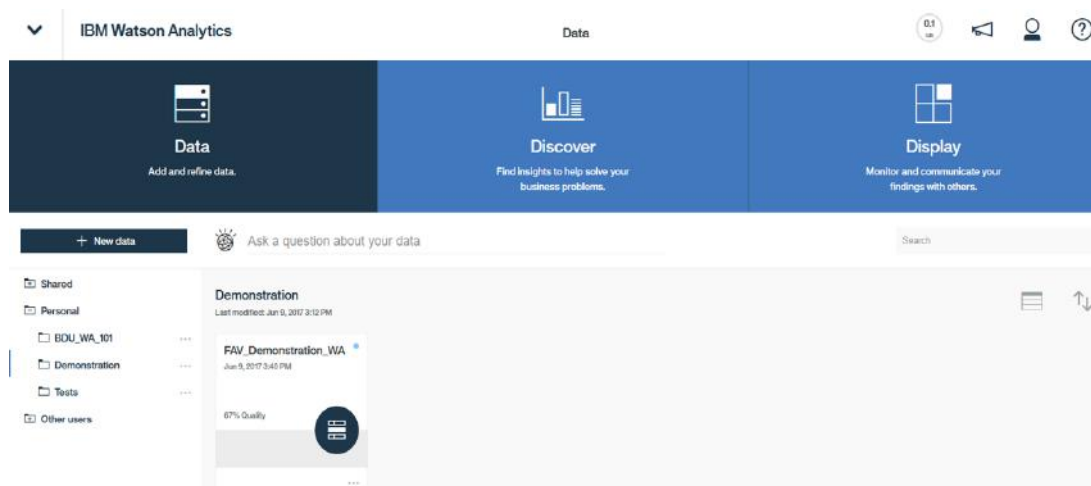 IBM Watson Analytics
Data
0.1
Data
Add and refine data.
Discover
Find insights to help solve your
business problems.
Display
Monitor and communicate your
findings with others.
+ New data
Ask a question about your data
Search
Shared
Personal
BDU_WA_101
Demonstration
Tests
Other users
Demonstration
Last modified: Jun 9, 2017 3:12 PM
FAV_Demonstration_WA
Jun 9, 2017 3:40 PM
67% Quality